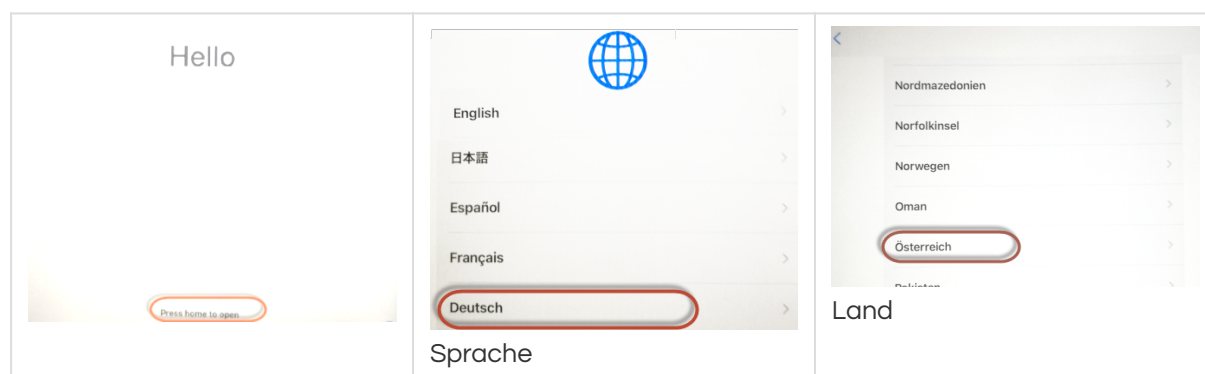 Hello
Press home to open
English
日本語
Español
Français
Deutsch
Sprache
Nordmazedonien
Norfolkinsel
Norwegen
Oman
Österreich
Pakistan
Land